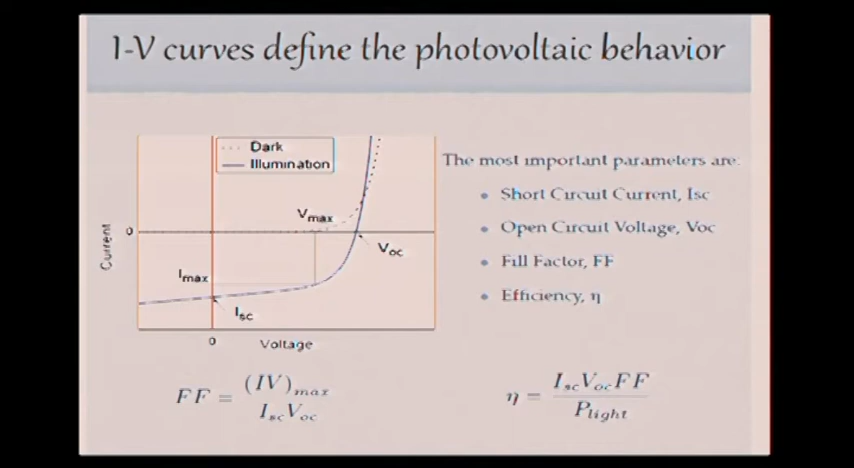 I-V curves define the photovoltaic behavior
Dark
Illumination
V_max
0
Current
V_oc
I_max
I_sc
0
Voltage
The most important parameters are:
• Short Circuit Current, Isc
• Open Circuit Voltage, Voc
• Fill Factor, FF
• Efficiency, η
FF = (IV)_max / I_sc V_oc
η = I_sc V_oc FF / P_light